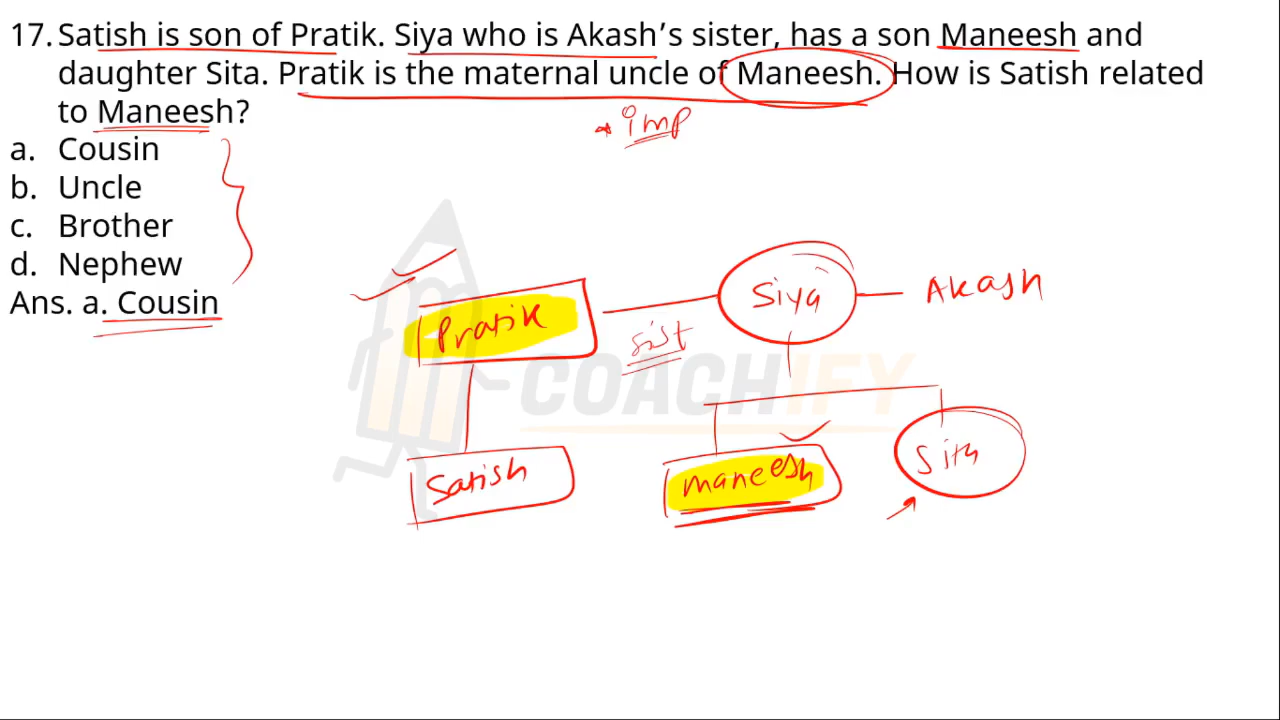 17. Satish is son of Pratik. Siya who is Akash’s sister, has a son Maneesh and
daughter Sita. Pratik is the maternal uncle of Maneesh. How is Satish related
to Maneesh?
* imp
a. Cousin
b. Uncle
c. Brother
d. Nephew
Ans. a. Cousin
Pratik
sist
Siya
Akash
COACHIFY
Satish
maneesh
Sita